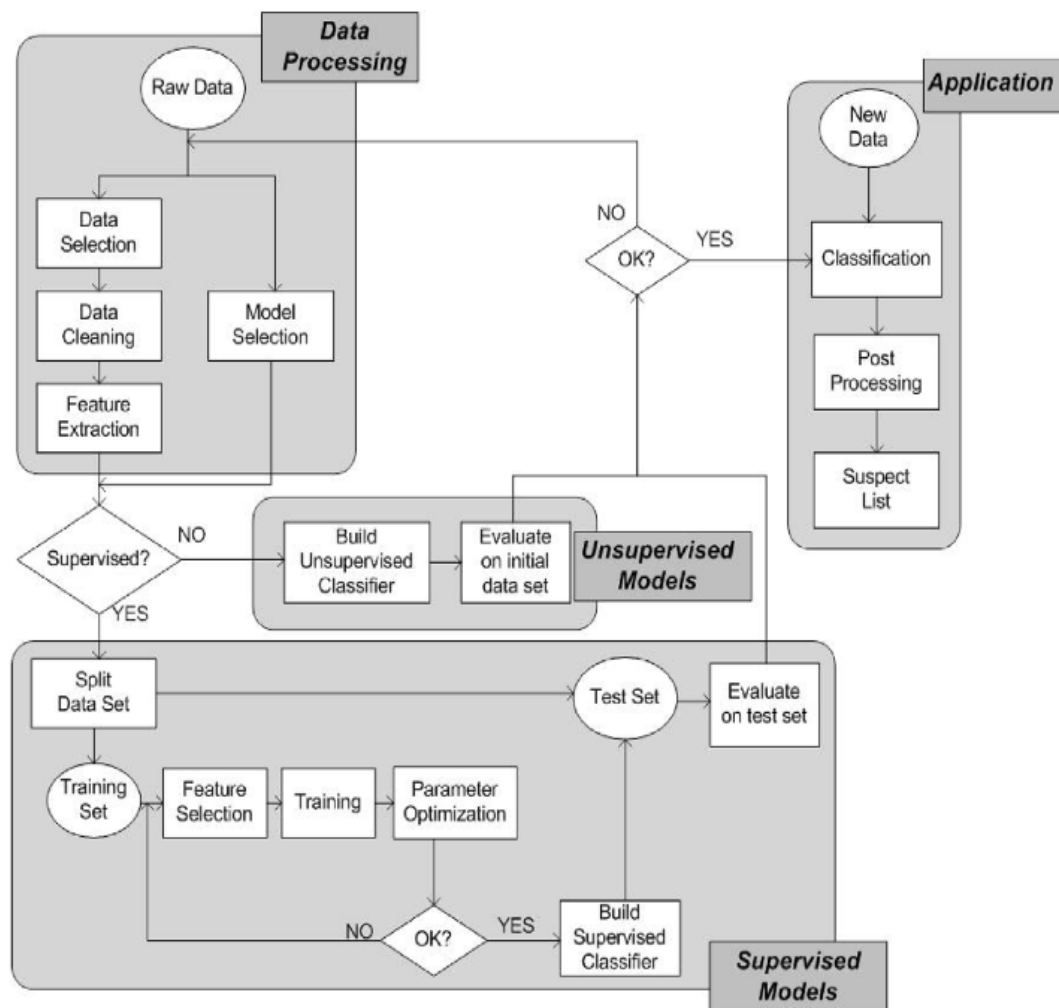 Data
Processing
Raw Data
Data
Selection
Data
Cleaning
Feature
Extraction
Model
Selection
Application
New
Data
Classification
Post
Processing
Suspect
List
NO
OK?
YES
Supervised?
NO
YES
Build
Unsupervised
Classifier
Evaluate
on initial
data set
Unsupervised
Models
Split
Data Set
Test Set
Evaluate
on test set
Training
Set
Feature
Selection
Training
Parameter
Optimization
NO
OK?
YES
Build
Supervised
Classifier
Supervised
Models